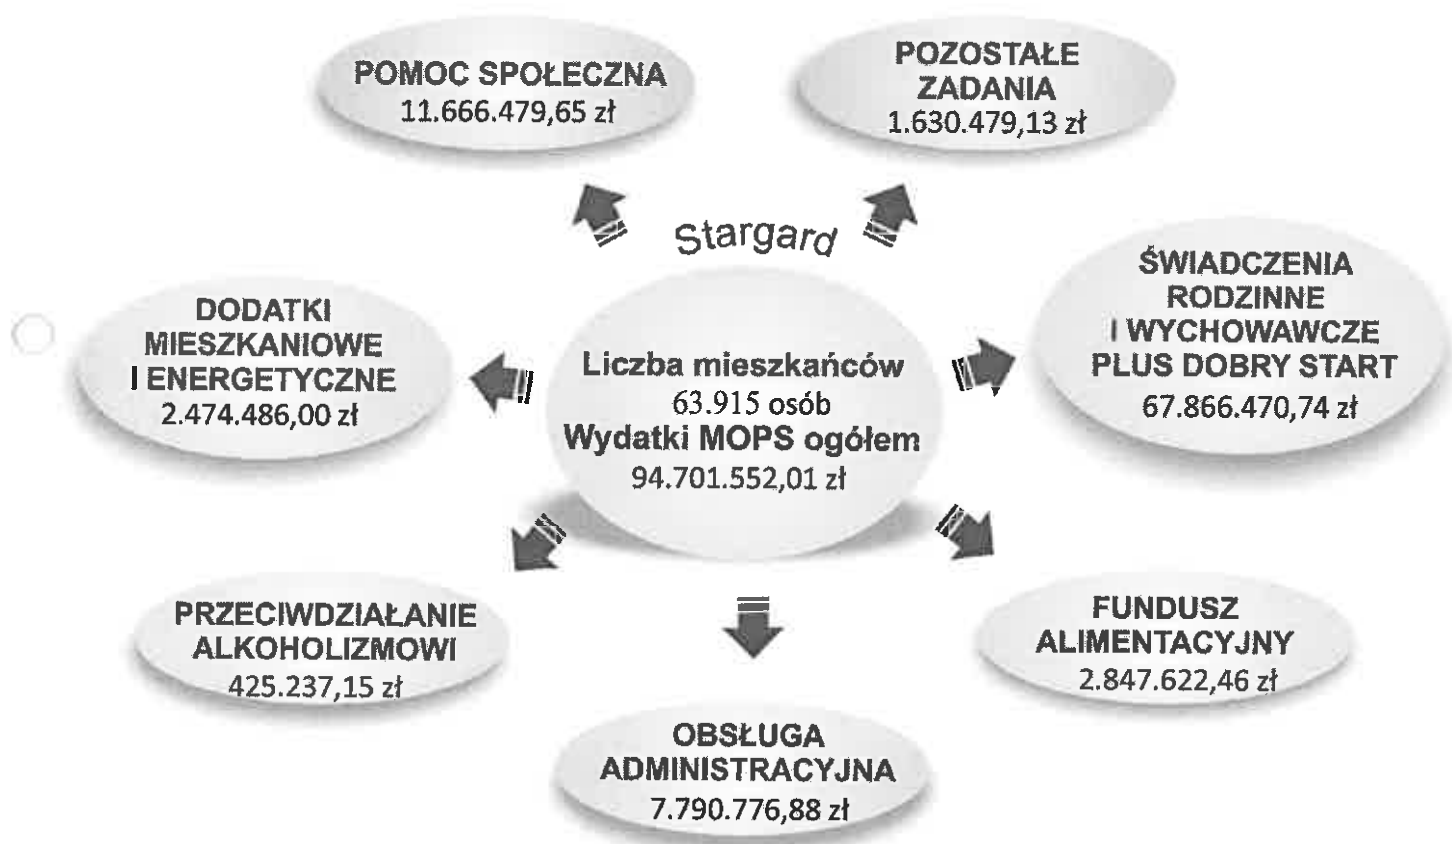 POMOC SPOŁECZNA
11.666.479,65 zł
POZOSTAŁE
ZADANIA
1.630.479,13 zł
Stargard
DODATKI
MIESZKANIOWE
I ENERGETYCZNE
2.474.486,00 zł
Liczba mieszkańców
63.915 osób
Wydatki MOPS ogółem
94.701.552,01 zł
ŚWIADCZENIA
RODZINNE
I WYCHOWAWCZE
PLUS DOBRY START
67.866.470,74 zł
PRZECIWDZIAŁANIE
ALKOHOLIZMOWI
425.237,15 zł
OBSŁUGA
ADMINISTRACYJNA
7.790.776,88 zł
FUNDUSZ
ALIMENTACYJNY
2.847.622,46 zł